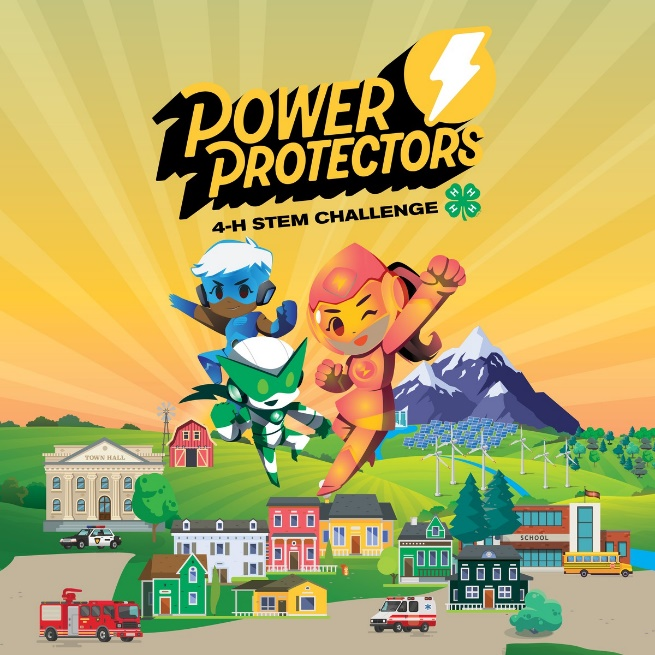 POWER
PROTECTORS
4-H STEM CHALLENGE
H H H H
TOWN HALL
SCHOOL